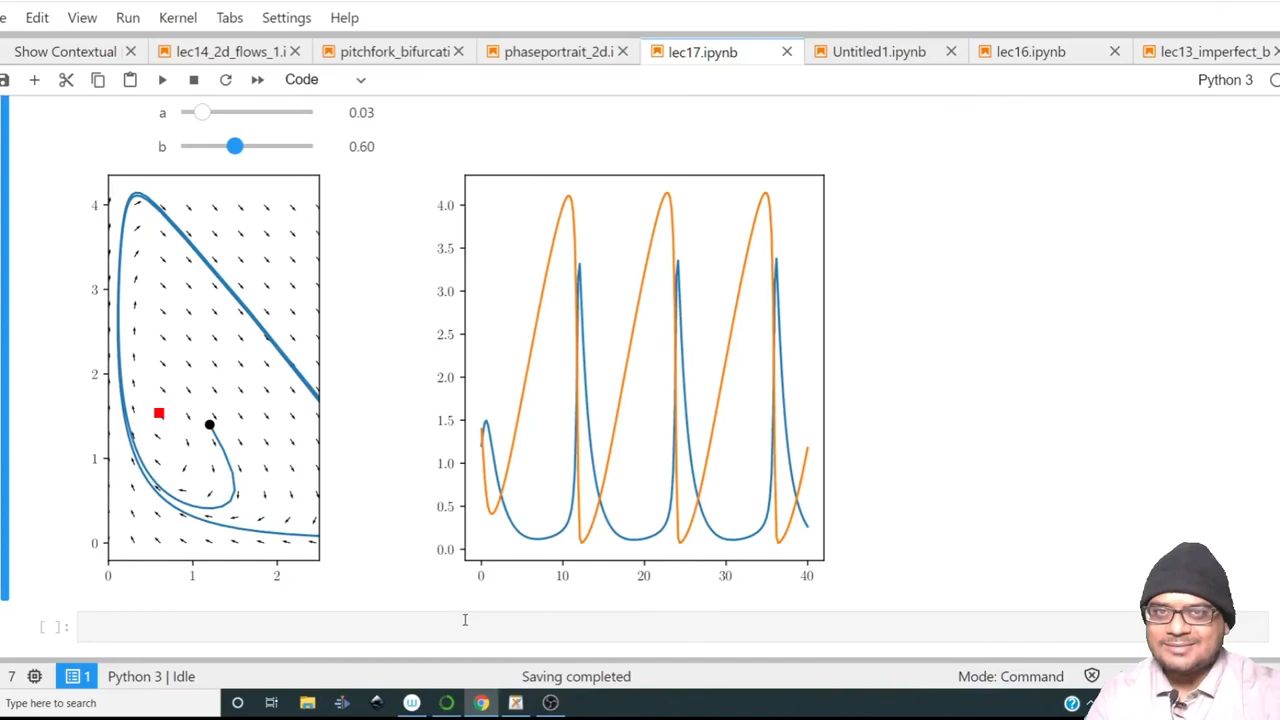 e Edit View Run Kernel Tabs Settings Help
Show Contextual lec14_2d_flows_1.i pitchfork_bifurcati phaseportrait_2d.i lec17.ipynb Untitled1.ipynb lec16.ipynb lec13_imperfect_b
Code Python 3
a 0.03
b 0.60
4
3
2
1
0
0 1 2
4.0
3.5
3.0
2.5
2.0
1.5
1.0
0.5
0.0
0 10 20 30 40
[ ]:
7 1 Python 3 | Idle Saving completed Mode: Command
Type here to search